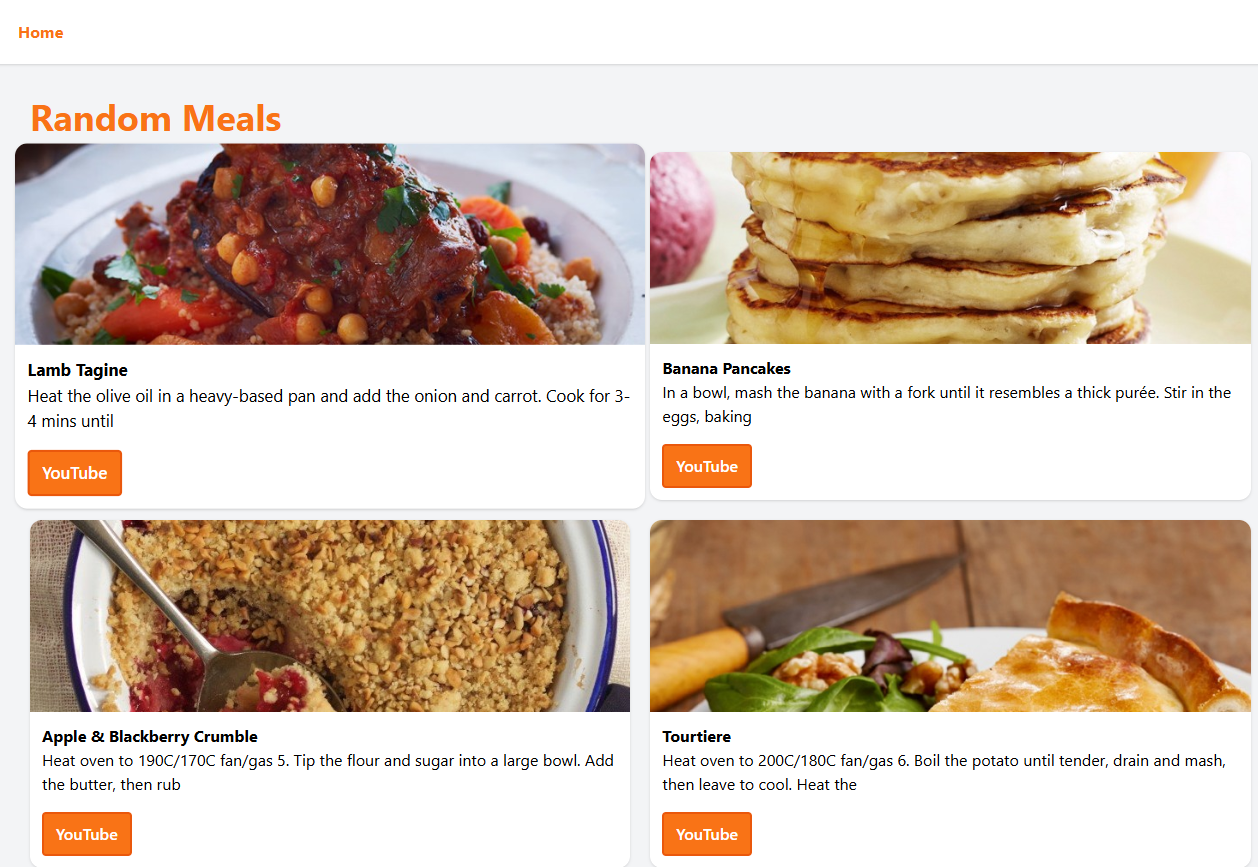 Home
Random Meals
Lamb Tagine
Heat the olive oil in a heavy-based pan and add the onion and carrot. Cook for 3-
4 mins until
YouTube
Banana Pancakes
In a bowl, mash the banana with a fork until it resembles a thick purée. Stir in the
eggs, baking
YouTube
Apple & Blackberry Crumble
Heat oven to 190C/170C fan/gas 5. Tip the flour and sugar into a large bowl. Add
the butter, then rub
YouTube
Tourtiere
Heat oven to 200C/180C fan/gas 6. Boil the potato until tender, drain and mash,
then leave to cool. Heat the
YouTube